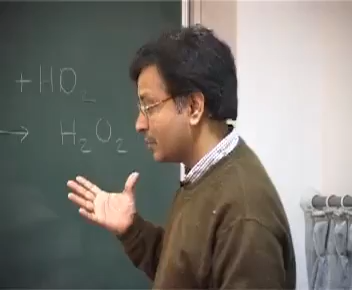 + HO₂
→ H₂O₂